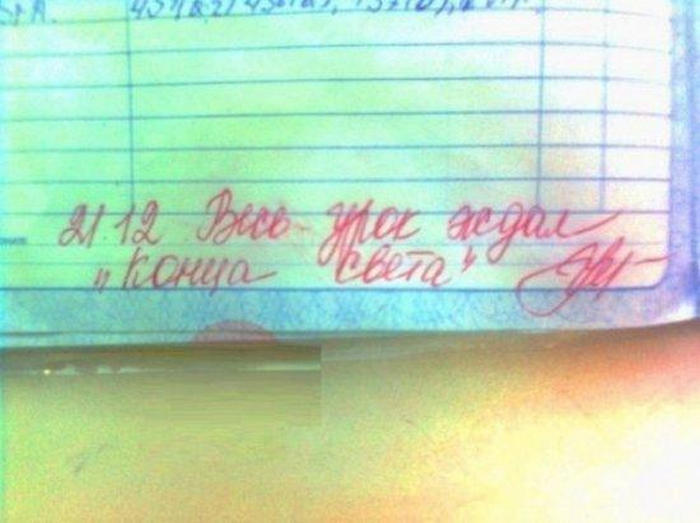 21.12 Весь урок ждал
"Конца света"